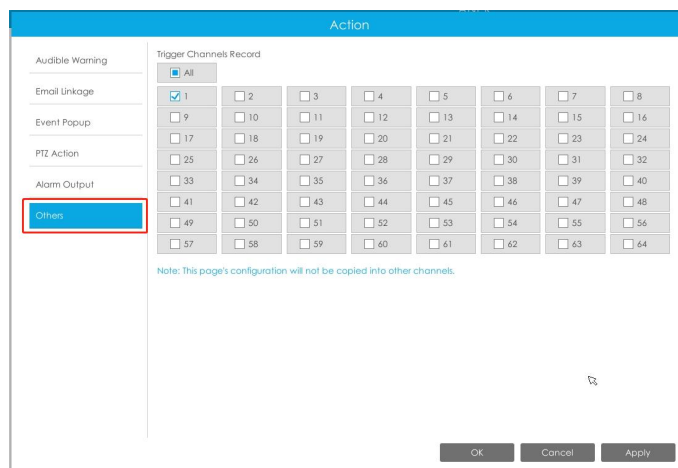 Action
Audible Warning
Email Linkage
Event Popup
PTZ Action
Alarm Output
Others
Trigger Channels Record
All
1 2 3 4 5 6 7 8
9 10 11 12 13 14 15 16
17 18 19 20 21 22 23 24
25 26 27 28 29 30 31 32
33 34 35 36 37 38 39 40
41 42 43 44 45 46 47 48
49 50 51 52 53 54 55 56
57 58 59 60 61 62 63 64
Note: This page's configuration will not be copied into other channels.
OK Cancel Apply